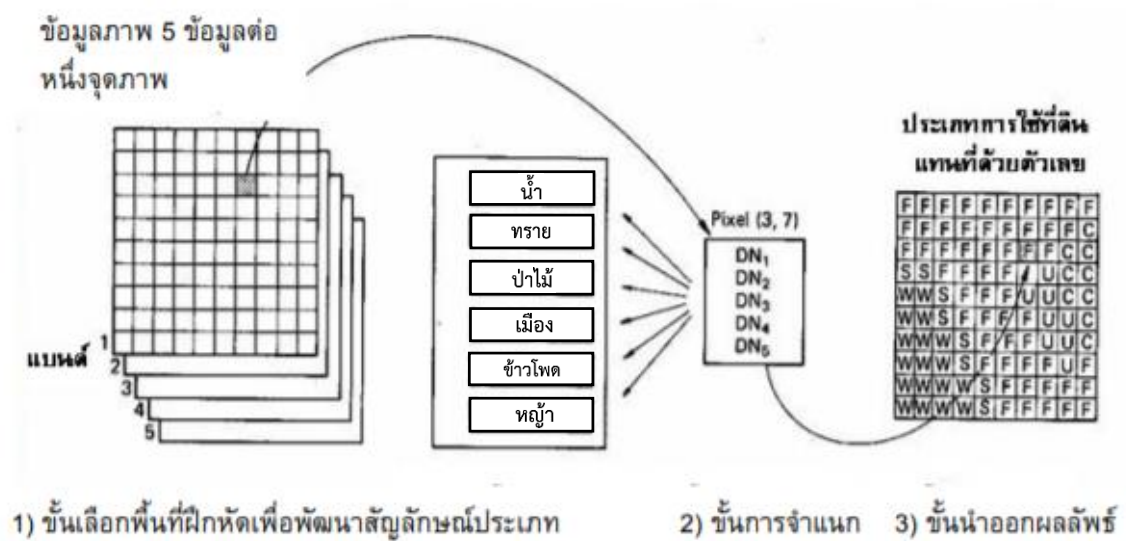 ข้อมูลภาพ 5 ข้อมูลต่อ
หนึ่งจุดภาพ
แบนด์
1
2
3
4
5
น้ำ
ทราย
ป่าไม้
เมือง
ข้าวโพด
หญ้า
Pixel (3, 7)
DN₁
DN₂
DN₃
DN₄
DN₅
ประเภทการใช้ที่ดิน
แทนที่ด้วยตัวเลข
F F F F F F F F F F
F F F F F F F F F C
F F F F F F F F C C
S S F F F F U C C
W W S F F F U U C C
W W S F F F F U U C
W W W S F F F U U C
W W W S F F F F U F
W W W W S F F F F F
W W W W S F F F F F
1) ขั้นเลือกพื้นที่ฝึกหัดเพื่อพัฒนาสัญลักษณ์ประเภท
2) ขั้นการจำแนก
3) ขั้นนำออกผลลัพธ์